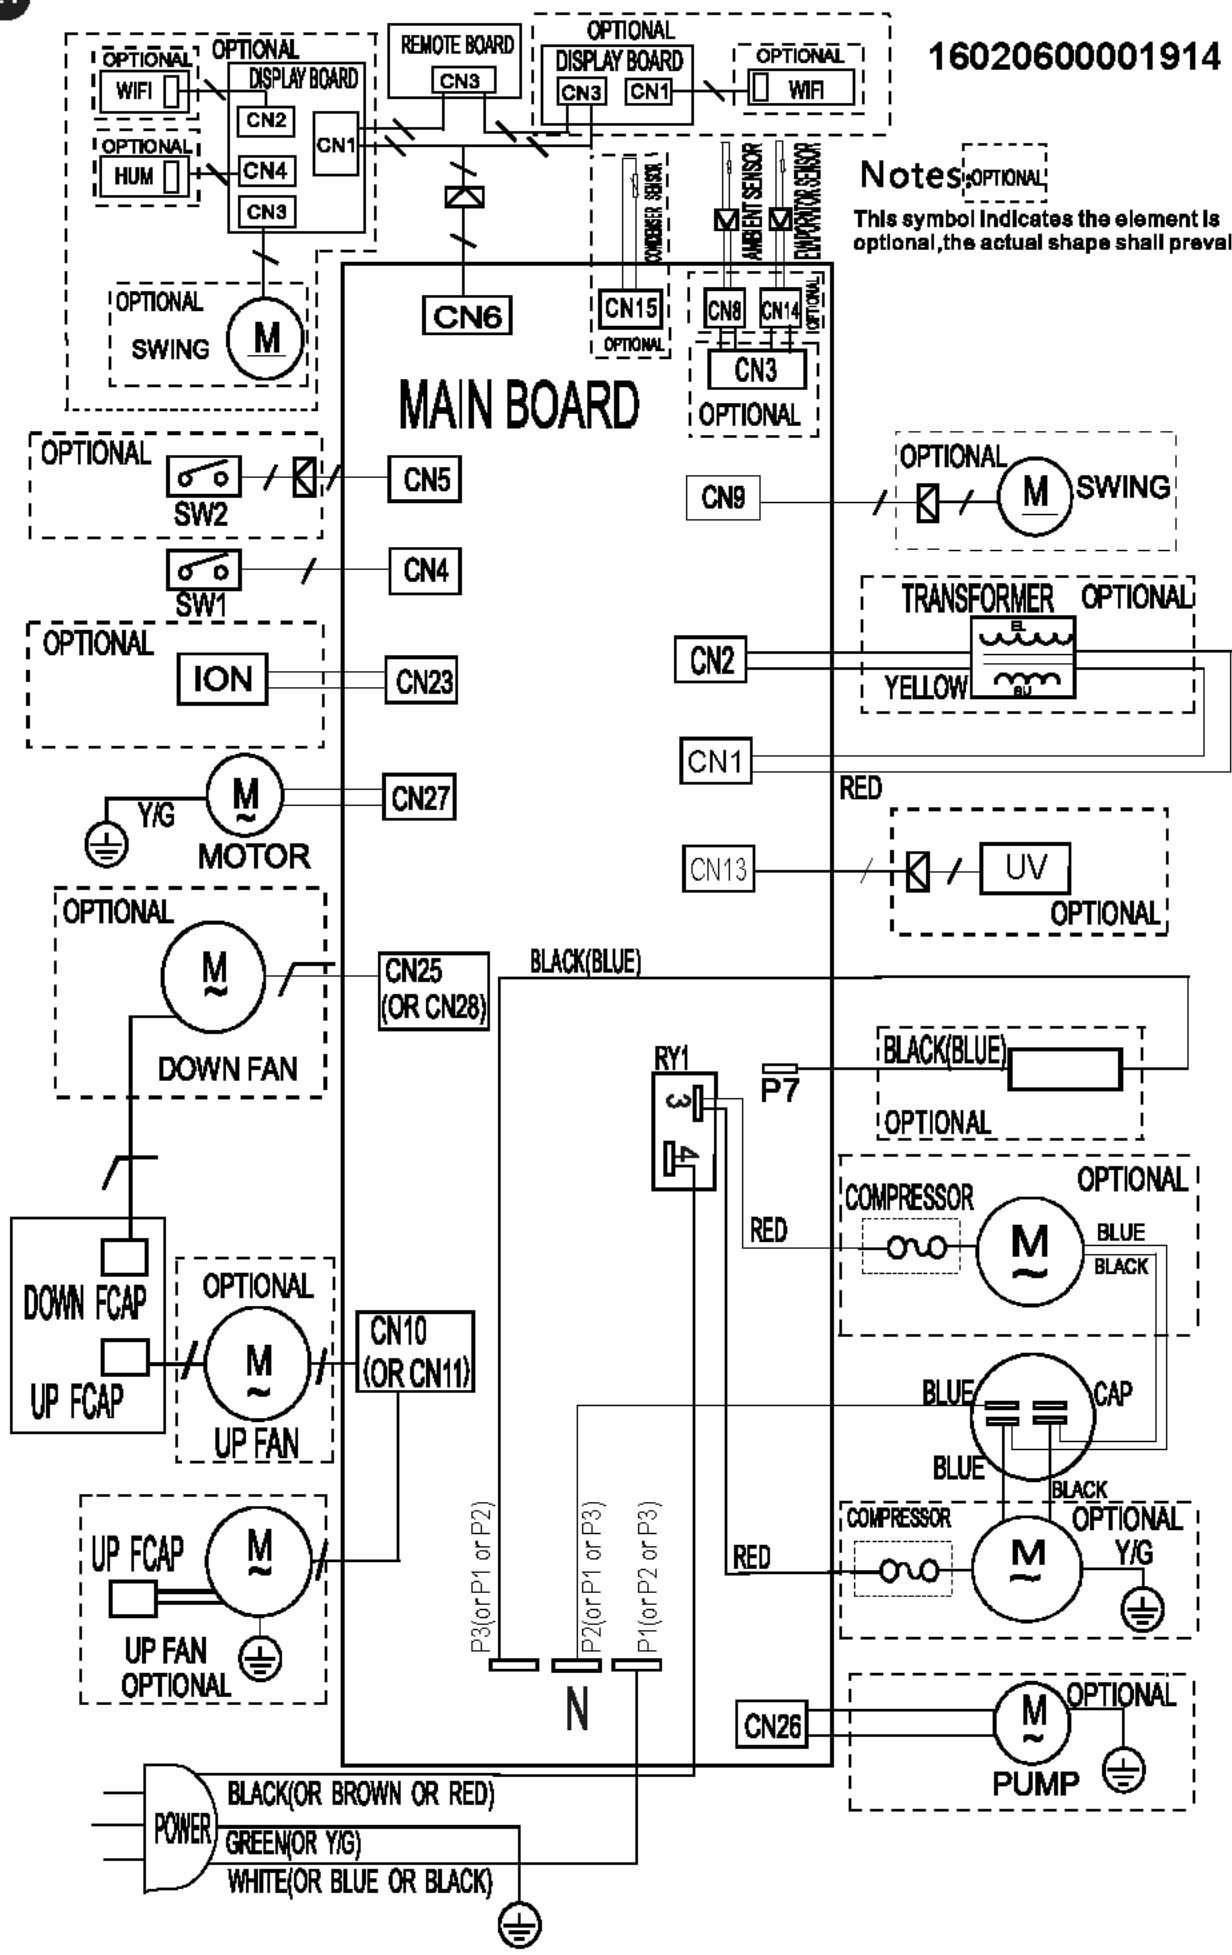 16020600001914
OPTIONAL
OPTIONAL
WIFI
DISPLAY BOARD
CN2
CN1
OPTIONAL
HUM
CN4
CN3
OPTIONAL
SWING
M
REMOTE BOARD
CN3
OPTIONAL
DISPLAY BOARD
CN3
CN1
OPTIONAL
WIFI
Notes:OPTIONAL
This symbol indicates the element is
optional,the actual shape shall preval
CONDENSER SENSOR
AMBIENT SENSOR
EVAPORATOR SENSOR
CN6
CN15
OPTIONAL
CN8
CN14
OPTIONAL
CN3
OPTIONAL
MAIN BOARD
OPTIONAL
SW2
CN5
SW1
CN4
OPTIONAL
ION
CN23
M
~
Y/G
MOTOR
CN27
OPTIONAL
M
~
DOWN FAN
CN25
(OR CN28)
DOWN FCAP
UP FCAP
OPTIONAL
M
~
UP FAN
CN10
(OR CN11)
UP FCAP
M
~
UP FAN
OPTIONAL
CN9
OPTIONAL
M
SWING
CN2
TRANSFORMER
OPTIONAL
YELLOW
CN1
RED
CN13
UV
OPTIONAL
BLACK(BLUE)
RY1
3
4
P7
BLACK(BLUE)
OPTIONAL
COMPRESSOR
OPTIONAL
RED
M
~
BLUE
BLACK
BLUE
CAP
BLUE
BLACK
COMPRESSOR
OPTIONAL
RED
M
~
Y/G
P3(or P1 or P2)
P2(or P1 or P3)
P1(or P2 or P3)
N
CN26
M
~
OPTIONAL
PUMP
POWER
BLACK(OR BROWN OR RED)
GREEN(OR Y/G)
WHITE(OR BLUE OR BLACK)